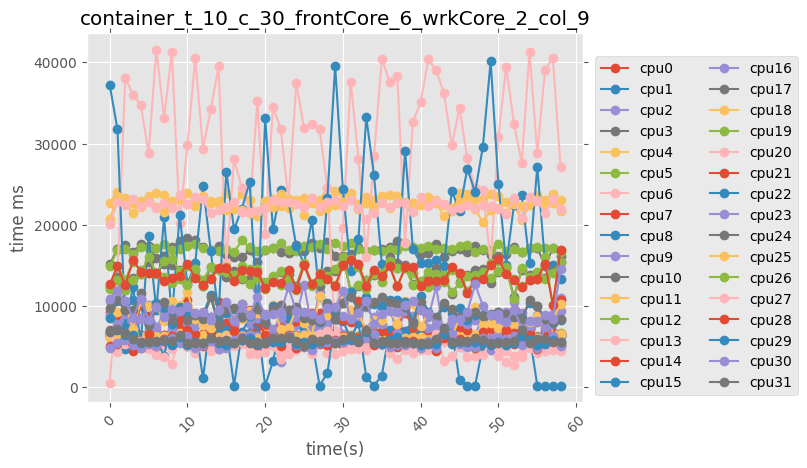 container_t_10_c_30_frontCore_6_wrkCore_2_col_9
time ms
40000
30000
20000
10000
0
0
10
20
30
40
50
60
time(s)
cpu0
cpu1
cpu2
cpu3
cpu4
cpu5
cpu6
cpu7
cpu8
cpu9
cpu10
cpu11
cpu12
cpu13
cpu14
cpu15
cpu16
cpu17
cpu18
cpu19
cpu20
cpu21
cpu22
cpu23
cpu24
cpu25
cpu26
cpu27
cpu28
cpu29
cpu30
cpu31